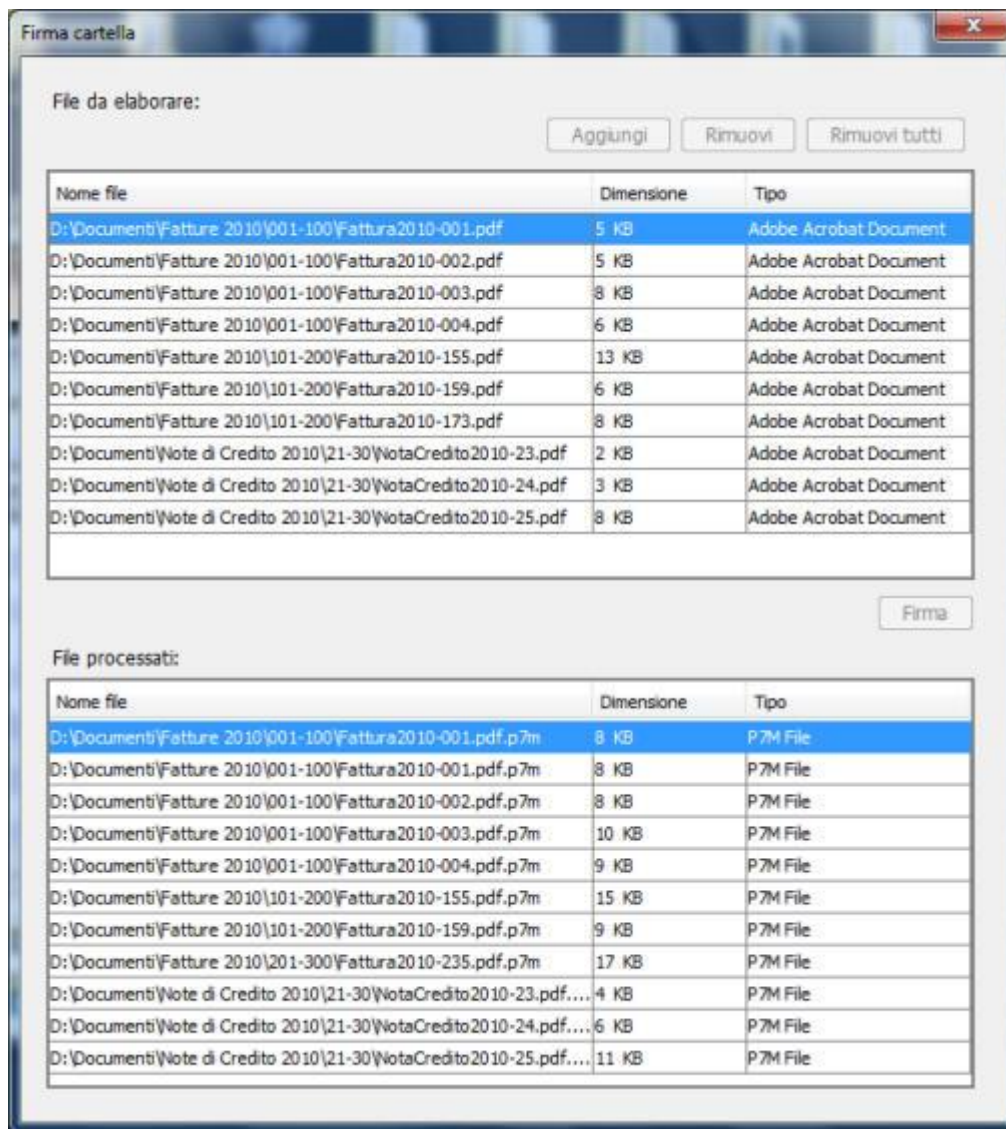 Firma cartella
File da elaborare:
Aggiungi Rimuovi Rimuovi tutti
Nome file Dimensione Tipo
D:\Documenti\Fatture 2010\001-100\Fattura2010-001.pdf 5 KB Adobe Acrobat Document
D:\Documenti\Fatture 2010\001-100\Fattura2010-002.pdf 5 KB Adobe Acrobat Document
D:\Documenti\Fatture 2010\001-100\Fattura2010-003.pdf 8 KB Adobe Acrobat Document
D:\Documenti\Fatture 2010\001-100\Fattura2010-004.pdf 6 KB Adobe Acrobat Document
D:\Documenti\Fatture 2010\101-200\Fattura2010-155.pdf 13 KB Adobe Acrobat Document
D:\Documenti\Fatture 2010\101-200\Fattura2010-159.pdf 6 KB Adobe Acrobat Document
D:\Documenti\Fatture 2010\101-200\Fattura2010-173.pdf 8 KB Adobe Acrobat Document
D:\Documenti\Note di Credito 2010\21-30\NotaCredito2010-23.pdf 2 KB Adobe Acrobat Document
D:\Documenti\Note di Credito 2010\21-30\NotaCredito2010-24.pdf 3 KB Adobe Acrobat Document
D:\Documenti\Note di Credito 2010\21-30\NotaCredito2010-25.pdf 8 KB Adobe Acrobat Document
Firma
File processati:
Nome file Dimensione Tipo
D:\Documenti\Fatture 2010\001-100\Fattura2010-001.pdf.p7m 8 KB P7M File
D:\Documenti\Fatture 2010\001-100\Fattura2010-001.pdf.p7m 8 KB P7M File
D:\Documenti\Fatture 2010\001-100\Fattura2010-002.pdf.p7m 8 KB P7M File
D:\Documenti\Fatture 2010\001-100\Fattura2010-003.pdf.p7m 10 KB P7M File
D:\Documenti\Fatture 2010\001-100\Fattura2010-004.pdf.p7m 9 KB P7M File
D:\Documenti\Fatture 2010\101-200\Fattura2010-155.pdf.p7m 15 KB P7M File
D:\Documenti\Fatture 2010\101-200\Fattura2010-159.pdf.p7m 9 KB P7M File
D:\Documenti\Fatture 2010\201-300\Fattura2010-235.pdf.p7m 17 KB P7M File
D:\Documenti\Note di Credito 2010\21-30\NotaCredito2010-23.pdf.... 4 KB P7M File
D:\Documenti\Note di Credito 2010\21-30\NotaCredito2010-24.pdf.... 6 KB P7M File
D:\Documenti\Note di Credito 2010\21-30\NotaCredito2010-25.pdf.... 11 KB P7M File